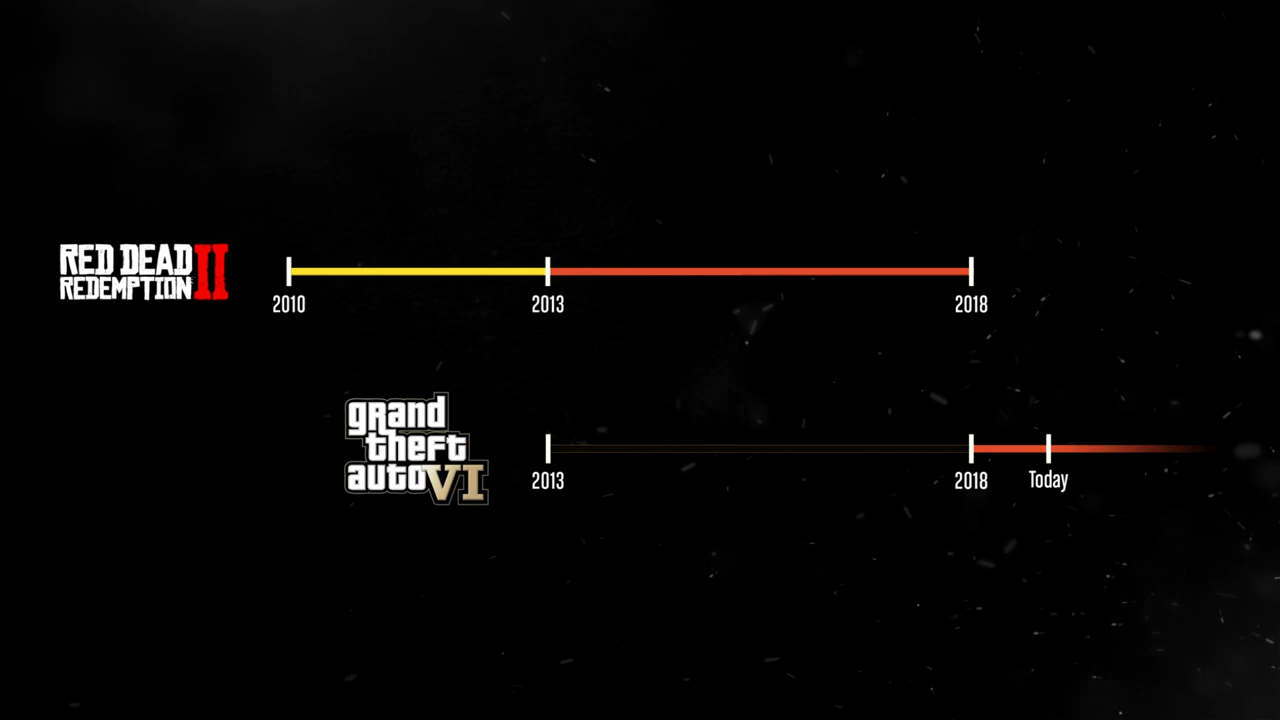 RED DEAD II
REDEMPTION
2010
2013
2018
grand
theft
auto VI
2013
2018
Today